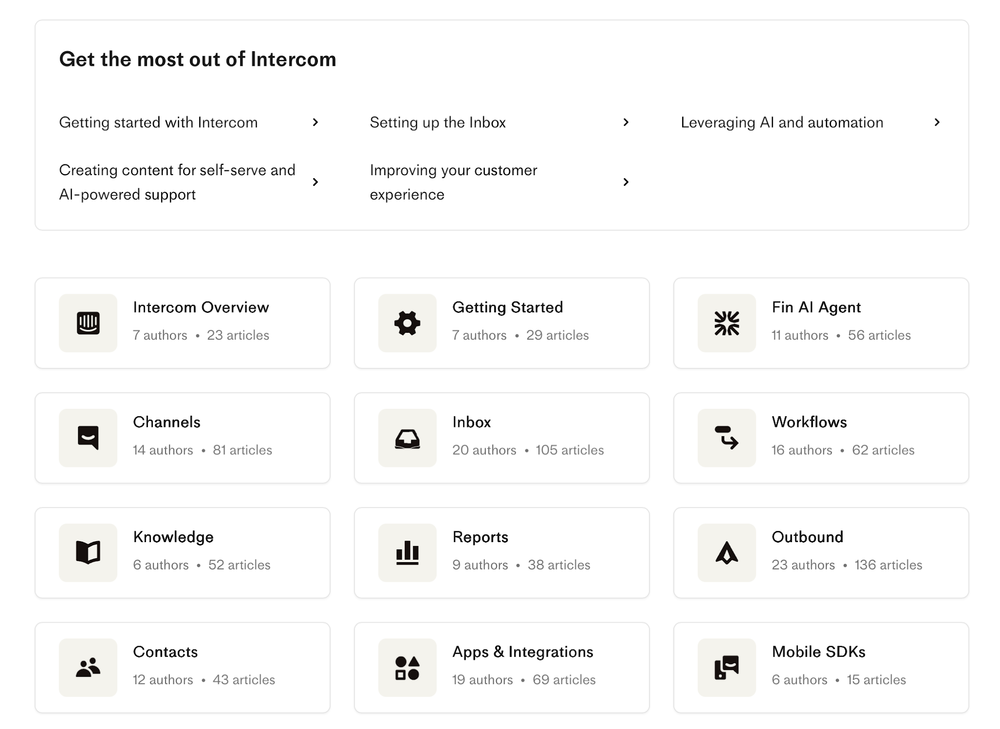 Get the most out of Intercom
Getting started with Intercom
Setting up the Inbox
Leveraging AI and automation
Creating content for self-serve and
AI-powered support
Improving your customer
experience
Intercom Overview
7 authors • 23 articles
Getting Started
7 authors • 29 articles
Fin AI Agent
11 authors • 56 articles
Channels
14 authors • 81 articles
Inbox
20 authors • 105 articles
Workflows
16 authors • 62 articles
Knowledge
6 authors • 52 articles
Reports
9 authors • 38 articles
Outbound
23 authors • 136 articles
Contacts
12 authors • 43 articles
Apps & Integrations
19 authors • 69 articles
Mobile SDKs
6 authors • 15 articles